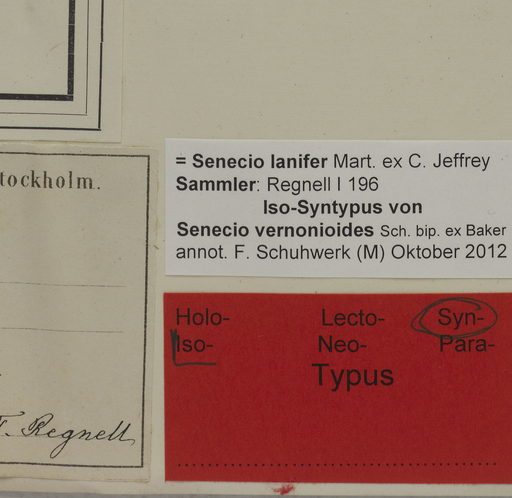 tockholm.
Regnell
= Senecio lanifer Mart. ex C. Jeffrey
Sammler: Regnell I 196
Iso-Syntypus von
Senecio vernonioides Sch. bip. ex Baker
annot. F. Schuhwerk (M) Oktober 2012
Holo- Lecto- Syn-
Iso- Neo- Para-
Typus